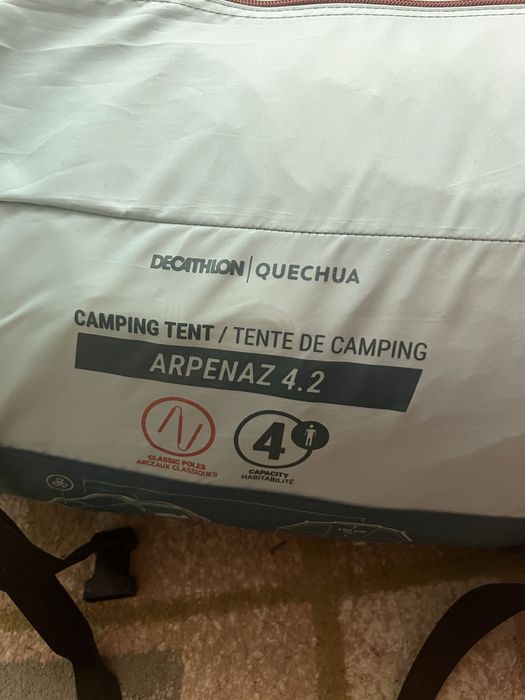 DECATHLON | QUECHUA
CAMPING TENT / TENTE DE CAMPING
ARPENAZ 4.2
4
CLASSIC POLES
ARCEAUX CLASSIQUES
CAPACITY
HABITABILITÉ